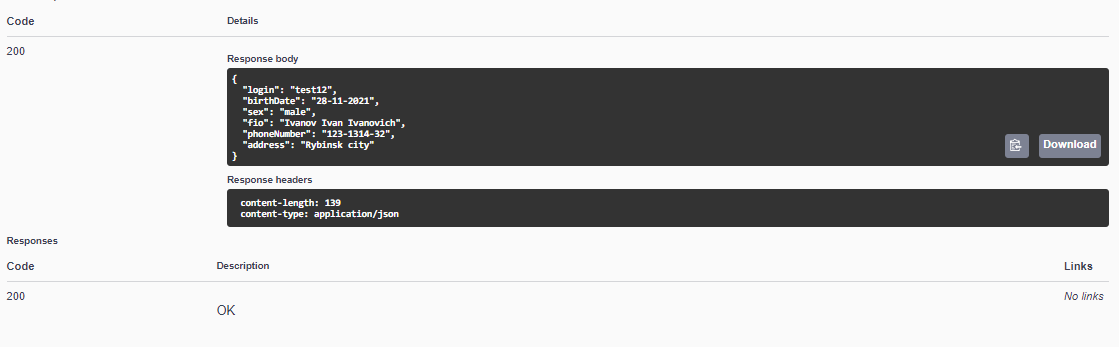 Code Details
200
Response body
{
"login": "test12",
"birthDate": "28-11-2021",
"sex": "male",
"fio": "Ivanov Ivan Ivanovich",
"phoneNumber": "123-1314-32",
"address": "Rybinsk city"
}
Download
Response headers
content-length: 139
content-type: application/json
Responses
Code Description Links
200 No links
OK